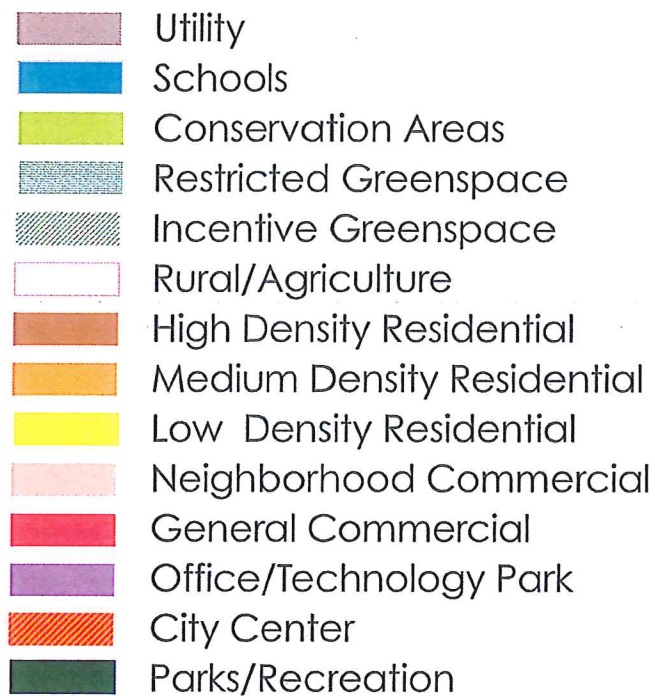 Utility
Schools
Conservation Areas
Restricted Greenspace
Incentive Greenspace
Rural/Agriculture
High Density Residential
Medium Density Residential
Low Density Residential
Neighborhood Commercial
General Commercial
Office/Technology Park
City Center
Parks/Recreation